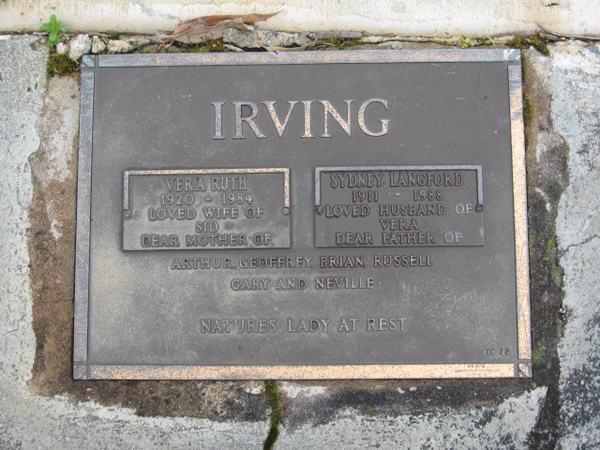 IRVING
VERA RUTH
1920 - 1984
LOVED WIFE OF
SID
DEAR MOTHER OF
SYDNEY LANGFORD
1911 - 1988
LOVED HUSBAND OF
VERA
DEAR FATHER OF
ARTHUR, GEOFFREY, BRIAN, RUSSELL
GARY AND NEVILLE
NATURES LADY AT REST